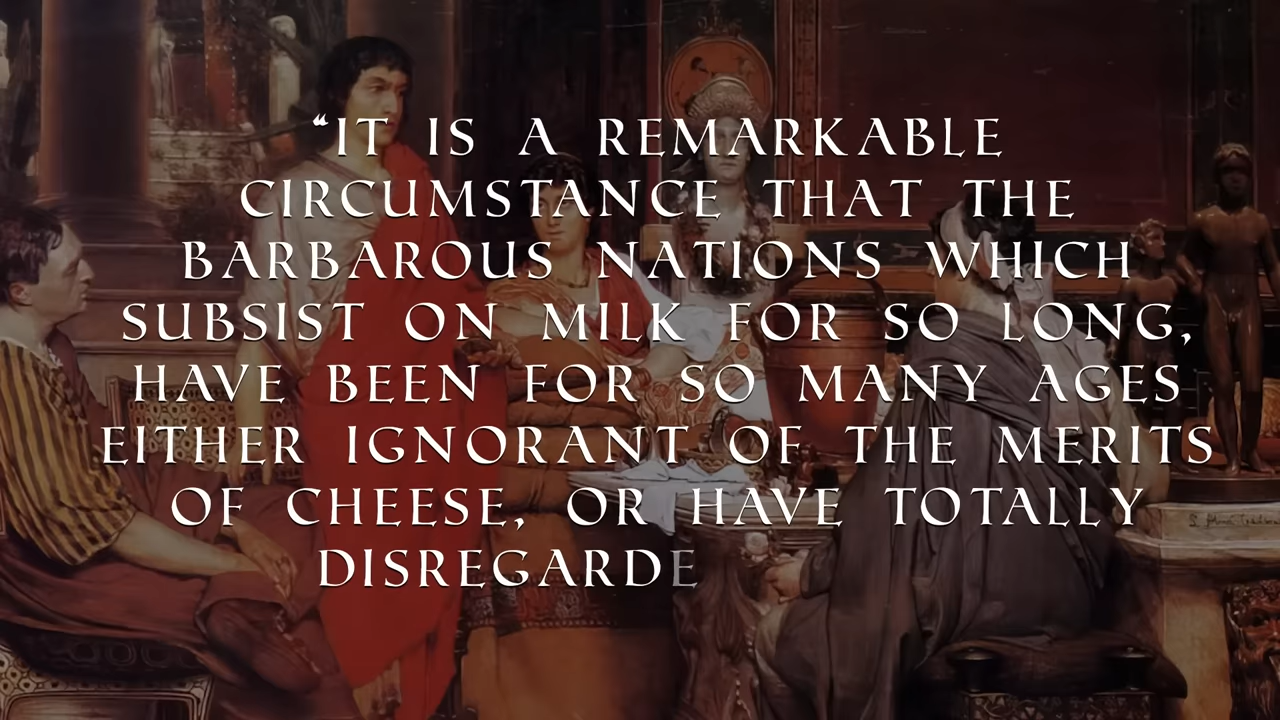 “IT IS A REMARKABLE
CIRCUMSTANCE THAT THE
BARBAROUS NATIONS WHICH
SUBSIST ON MILK FOR SO LONG,
HAVE BEEN FOR SO MANY AGES
EITHER IGNORANT OF THE MERITS
OF CHEESE, OR HAVE TOTALLY
DISREGARDE